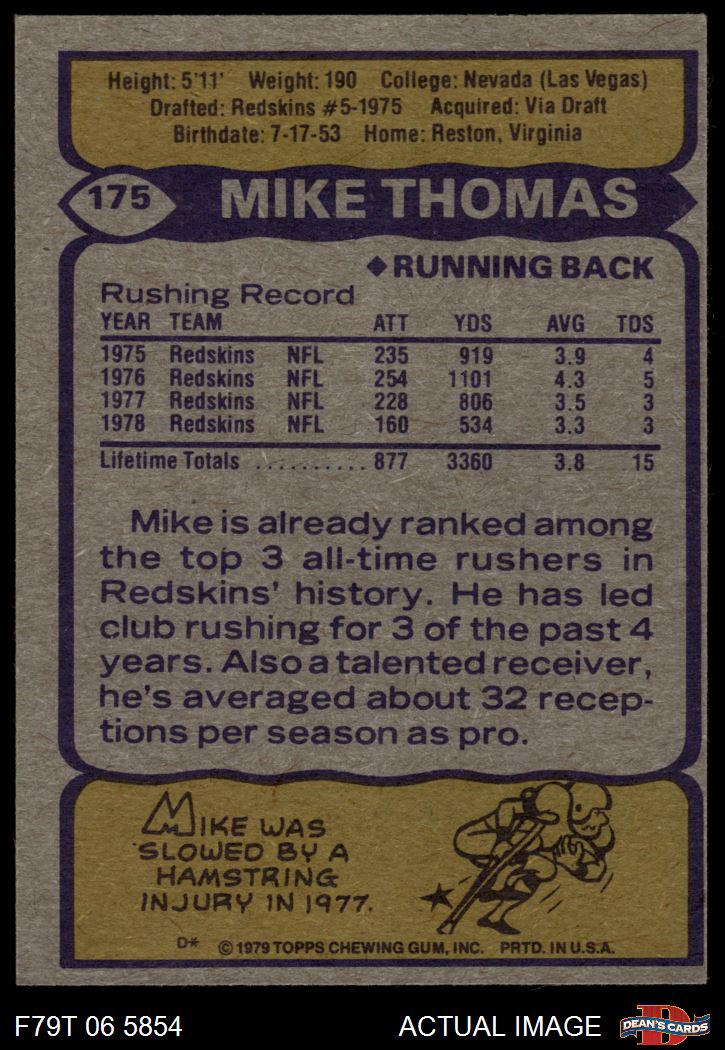 Height: 5'11' Weight: 190 College: Nevada (Las Vegas)
Drafted: Redskins #5-1975 Acquired: Via Draft
Birthdate: 7-17-53 Home: Reston, Virginia
175 MIKE THOMAS
◆RUNNING BACK
Rushing Record
YEAR TEAM ATT YDS AVG TDS
1975 Redskins NFL 235 919 3.9 4
1976 Redskins NFL 254 1101 4.3 5
1977 Redskins NFL 228 806 3.5 3
1978 Redskins NFL 160 534 3.3 3
Lifetime Totals .......... 877 3360 3.8 15
Mike is already ranked among
the top 3 all-time rushers in
Redskins' history. He has led
club rushing for 3 of the past 4
years. Also a talented receiver,
he's averaged about 32 recep-
tions per season as pro.
MIKE WAS
SLOWED BY A
HAMSTRING
INJURY IN 1977.
D* © 1979 TOPPS CHEWING GUM, INC. PRTD. IN U.S.A.
F79T 06 5854 ACTUAL IMAGE D DEAN'S CARDS